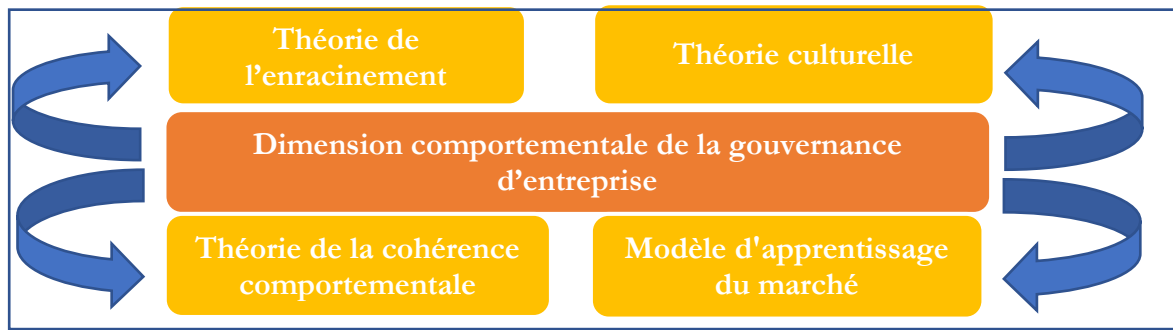 Théorie de
l’enracinement
Théorie culturelle
Dimension comportementale de la gouvernance
d’entreprise
Théorie de la cohérence
comportementale
Modèle d'apprentissage
du marché